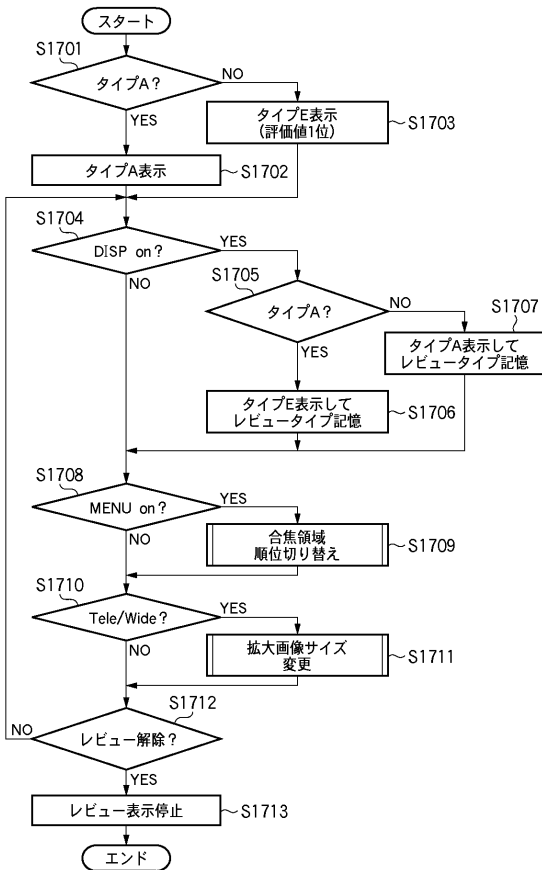 スタート
S1701
タイプA?
NO
YES
タイプE表示
(評価値1位)
S1703
タイプA表示
S1702
S1704
DISP on?
YES
NO
S1705
タイプA?
NO
YES
S1707
タイプA表示して
レビュータイプ記憶
タイプE表示して
レビュータイプ記憶
S1706
S1708
MENU on?
YES
NO
合焦領域
順位切り替え
S1709
S1710
Tele/Wide?
YES
NO
拡大画像サイズ
変更
S1711
S1712
レビュー解除?
NO
YES
レビュー表示停止
S1713
エンド